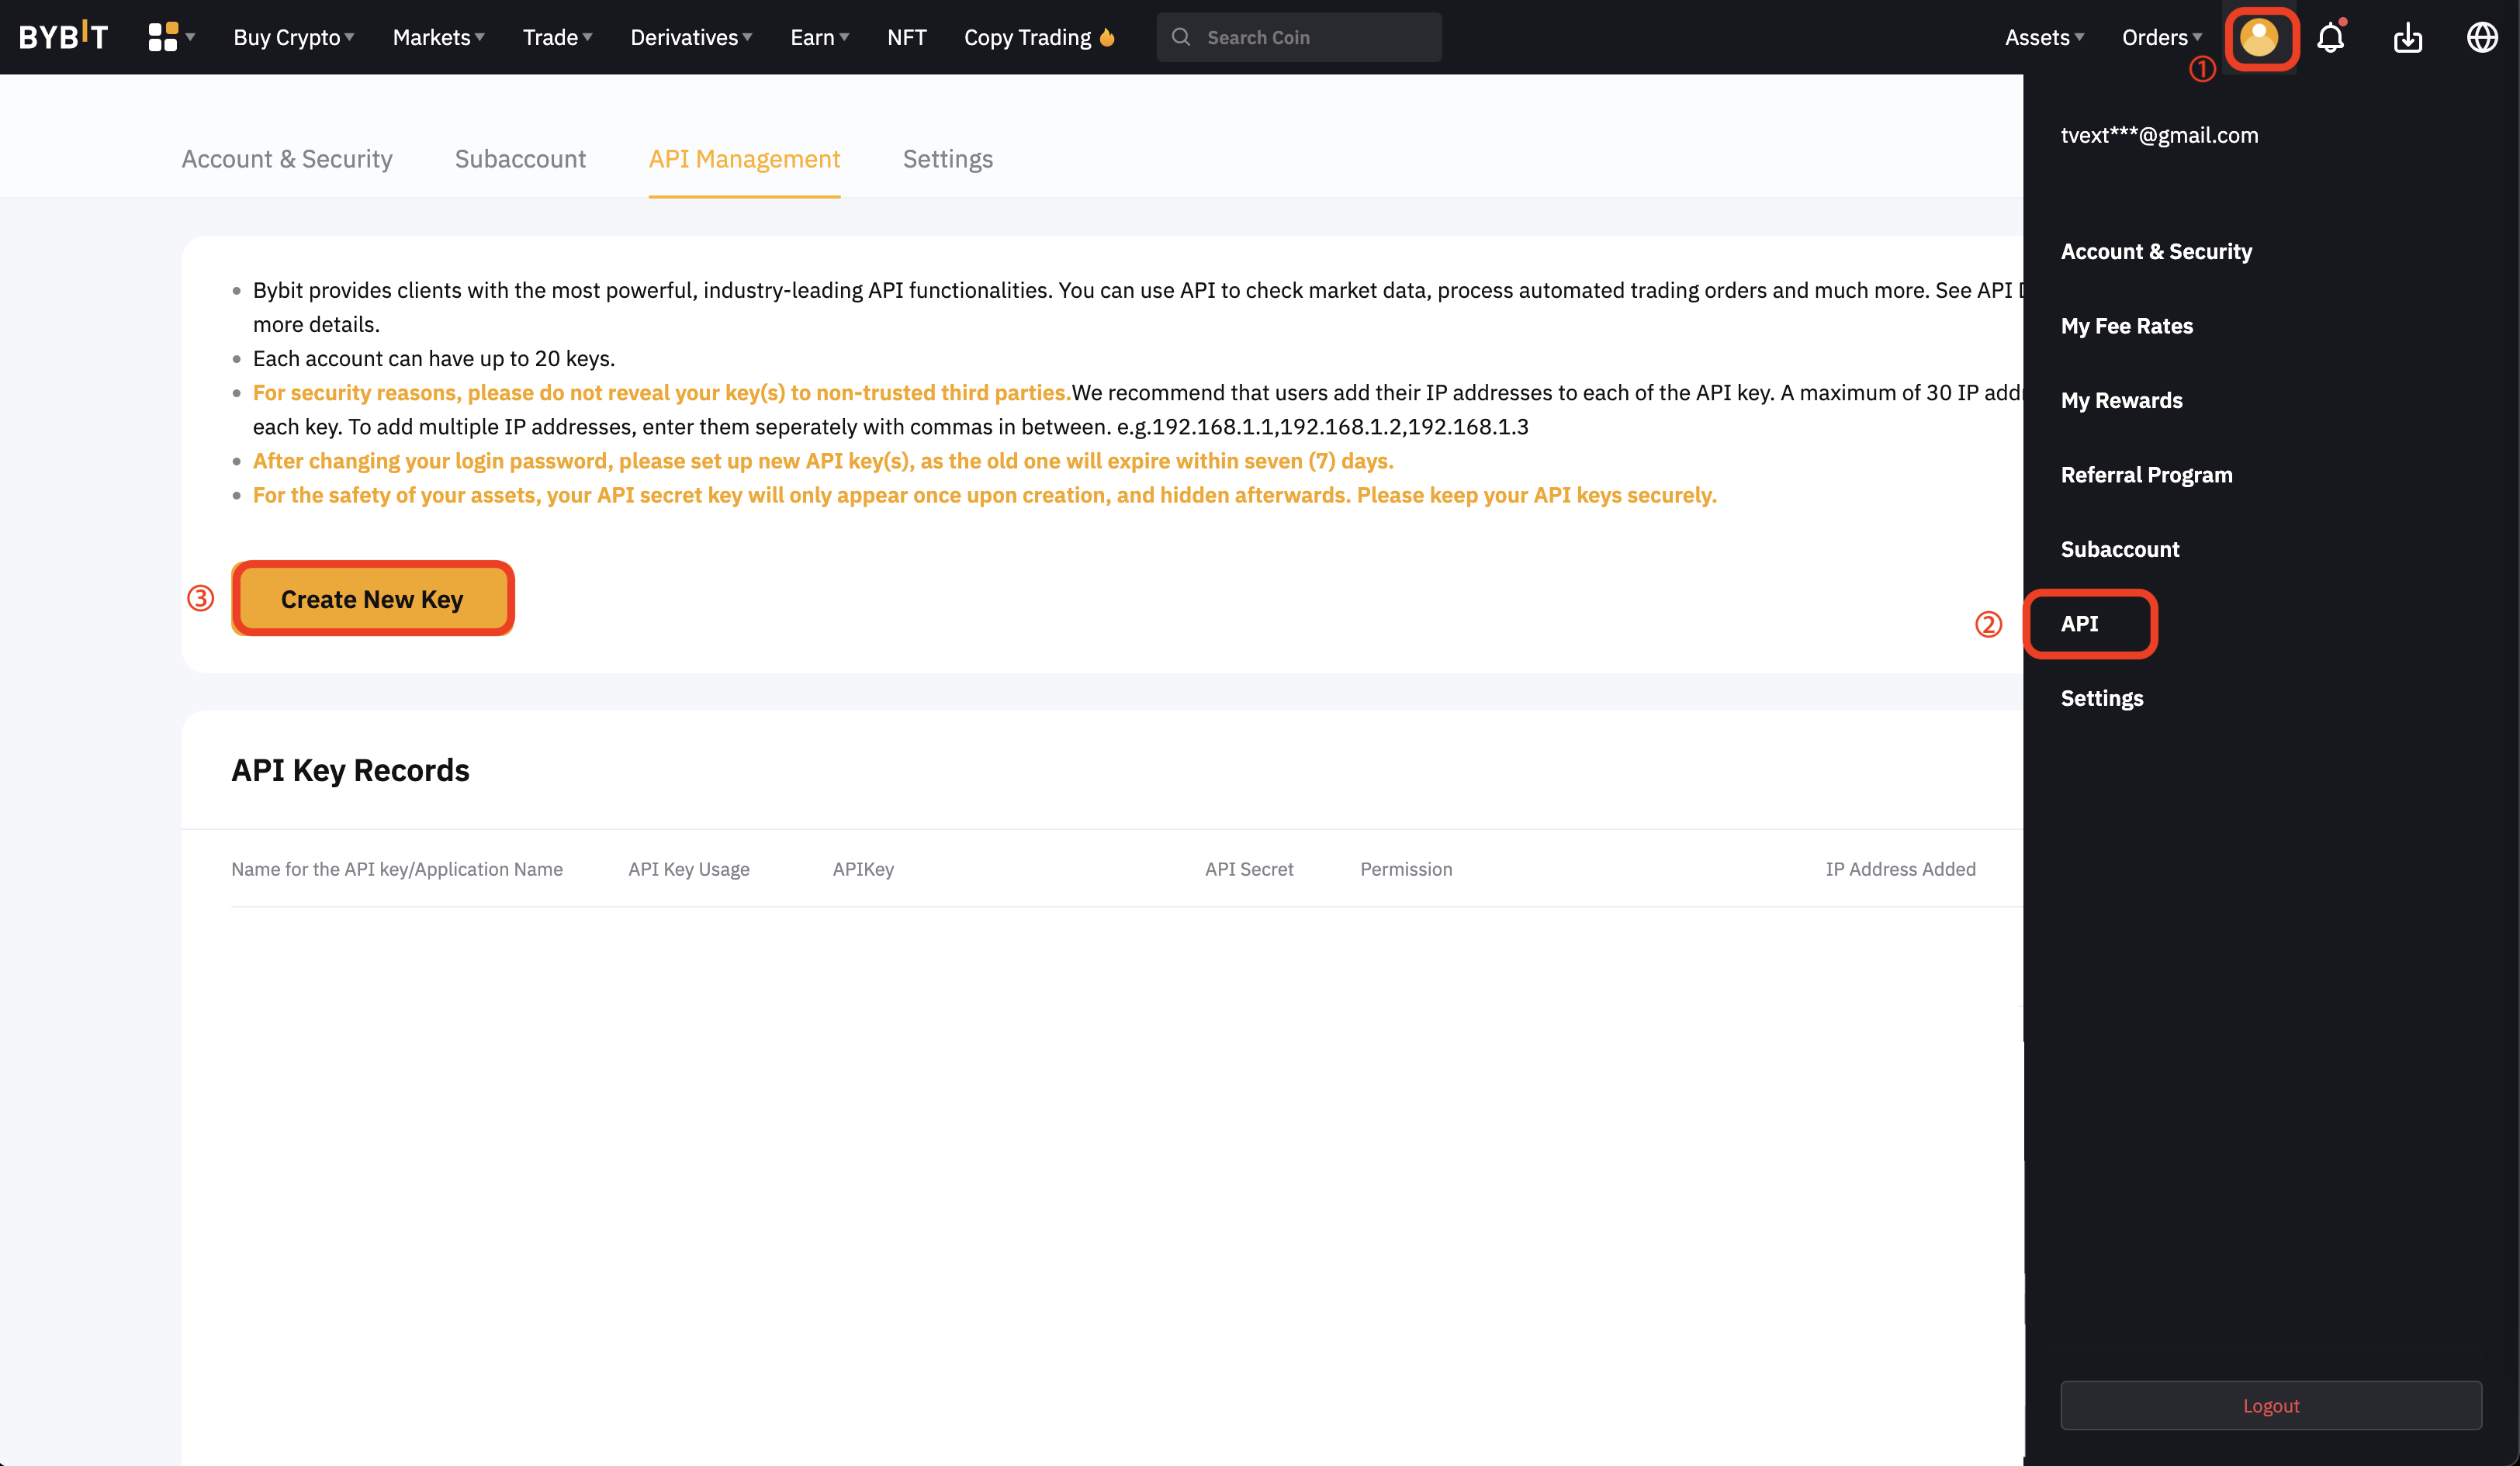 BYBIT Buy Crypto Markets Trade Derivatives Earn NFT Copy Trading Search Coin Assets Orders
①
tvext***@gmail.com
Account & Security Subaccount API Management Settings
Account & Security
My Fee Rates
My Rewards
Referral Program
Subaccount
② API
Settings
Logout
Bybit provides clients with the most powerful, industry-leading API functionalities. You can use API to check market data, process automated trading orders and much more. See API
more details.
Each account can have up to 20 keys.
For security reasons, please do not reveal your key(s) to non-trusted third parties.We recommend that users add their IP addresses to each of the API key. A maximum of 30 IP
each key. To add multiple IP addresses, enter them seperately with commas in between. e.g.192.168.1.1,192.168.1.2,192.168.1.3
After changing your login password, please set up new API key(s), as the old one will expire within seven (7) days.
For the safety of your assets, your API secret key will only appear once upon creation, and hidden afterwards. Please keep your API keys securely.
③ Create New Key
API Key Records
Name for the API key/Application Name API Key Usage APIKey API Secret Permission IP Address Added